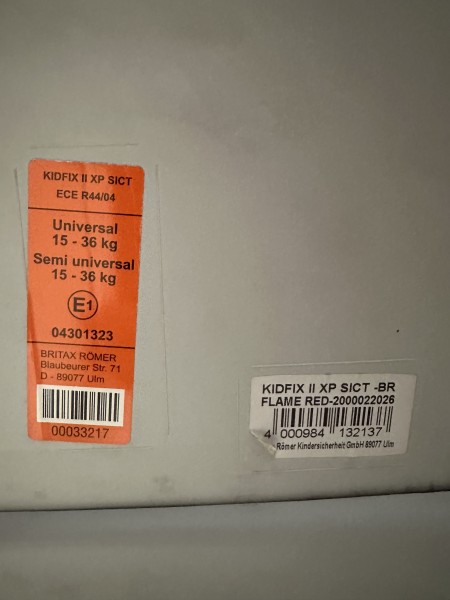 KIDFIX II XP SICT
ECE R44/04
Universal
15 - 36 kg
Semi universal
15 - 36 kg
E1
04301323
BRITAX RÖMER
Blaubeurer Str. 71
D - 89077 Ulm
00033217
KIDFIX II XP SICT -BR
FLAME RED-2000022026
4 000984 132137
Römer Kindersicherheit GmbH 89077 Ulm